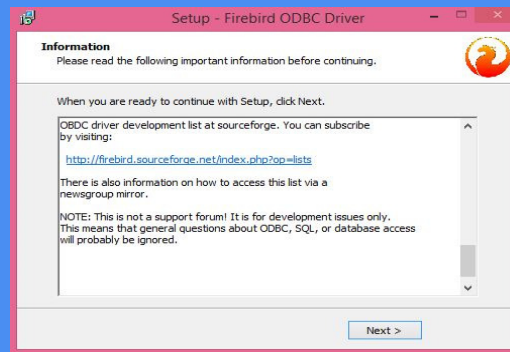 Setup - Firebird ODBC Driver
Information
Please read the following important information before continuing.
When you are ready to continue with Setup, click Next.
OBDC driver development list at sourceforge. You can subscribe
by visiting:
http://firebird.sourceforge.net/index.php?op=lists
There is also information on how to access this list via a
newsgroup mirror.
NOTE: This is not a support forum! It is for development issues only.
This means that general questions about ODBC, SQL, or database access
will probably be ignored.
Next >